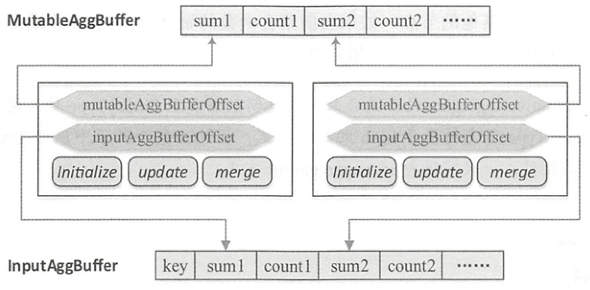 MutableAggBuffer sum1 count1 sum2 count2 ······
mutableAggBufferOffset mutableAggBufferOffset
inputAggBufferOffset inputAggBufferOffset
Initialize update merge Initialize update merge
InputAggBuffer key sum1 count1 sum2 count2 ······